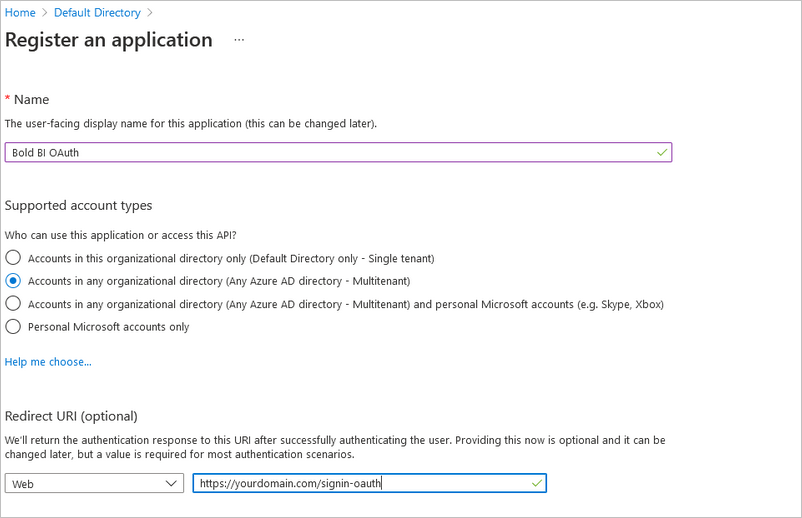 Home > Default Directory >
Register an application ...
* Name
The user-facing display name for this application (this can be changed later).
Bold BI OAuth
Supported account types
Who can use this application or access this API?
Accounts in this organizational directory only (Default Directory only - Single tenant)
Accounts in any organizational directory (Any Azure AD directory - Multitenant)
Accounts in any organizational directory (Any Azure AD directory - Multitenant) and personal Microsoft accounts (e.g. Skype, Xbox)
Personal Microsoft accounts only
Help me choose...
Redirect URI (optional)
We'll return the authentication response to this URI after successfully authenticating the user. Providing this now is optional and it can be
changed later, but a value is required for most authentication scenarios.
Web https://yourdomain.com/signin-oauth